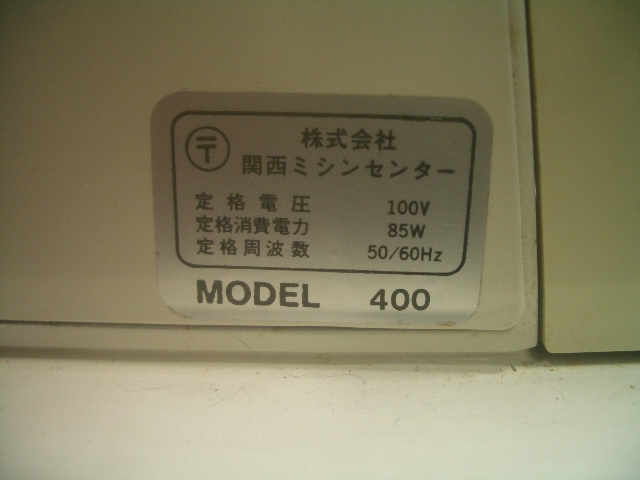 〒 株式会社
関西ミシンセンター
定格電圧 100V
定格消費電力 85W
定格周波数 50/60Hz
MODEL 400